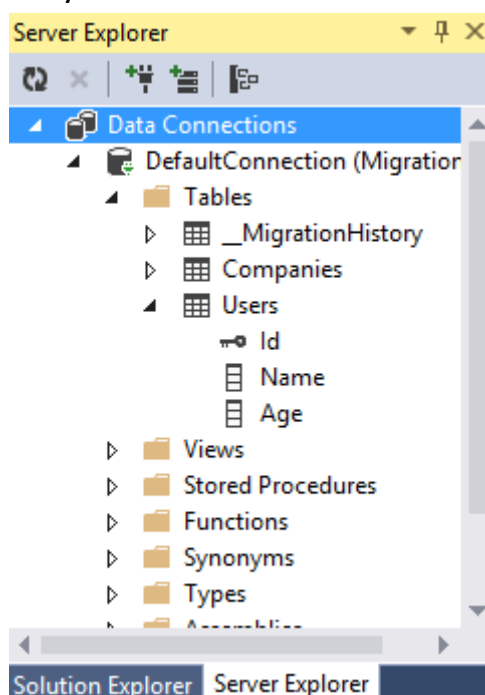 Server Explorer
Data Connections
DefaultConnection (Migration
Tables
__MigrationHistory
Companies
Users
Id
Name
Age
Views
Stored Procedures
Functions
Synonyms
Types
Assemblies
Solution Explorer Server Explorer